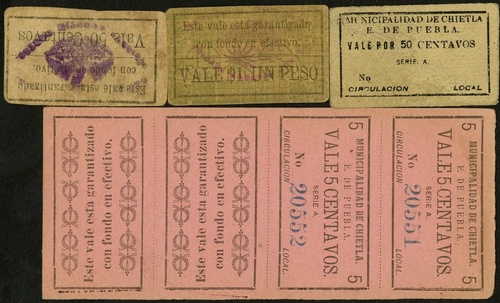 Vale 50 Centavos
con fondo en efectivo.
Este vale esta garantizado
Este vale esta garantizado
con fondo en efectivo.
VALE UN PESO
MUNICIPALIDAD DE CHIETLA
E. DE PUEBLA.
VALE POR 50 CENTAVOS
SERIE A.
No
CIRCULACION LOCAL
Este vale esta garantizado
con fondo en efectivo.
Este vale esta garantizado
con fondo en efectivo.
5 5
MUNICIPALIDAD DE CHIETLA.
E. DE PUEBLA.
VALE 5 CENTAVOS.
SERIE A.
No 20552
CIRCULACION LOCAL.
5 5
MUNICIPALIDAD DE CHIETLA.
E. DE PUEBLA.
VALE 5 CENTAVOS.
SERIE A.
No 20551
CIRCULACION LOCAL.